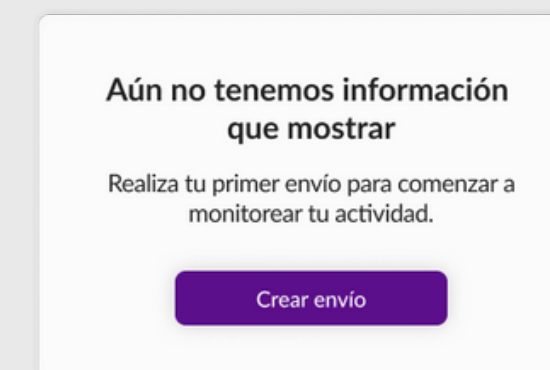 Aún no tenemos información
que mostrar
Realiza tu primer envío para comenzar a
monitorear tu actividad.
Crear envío